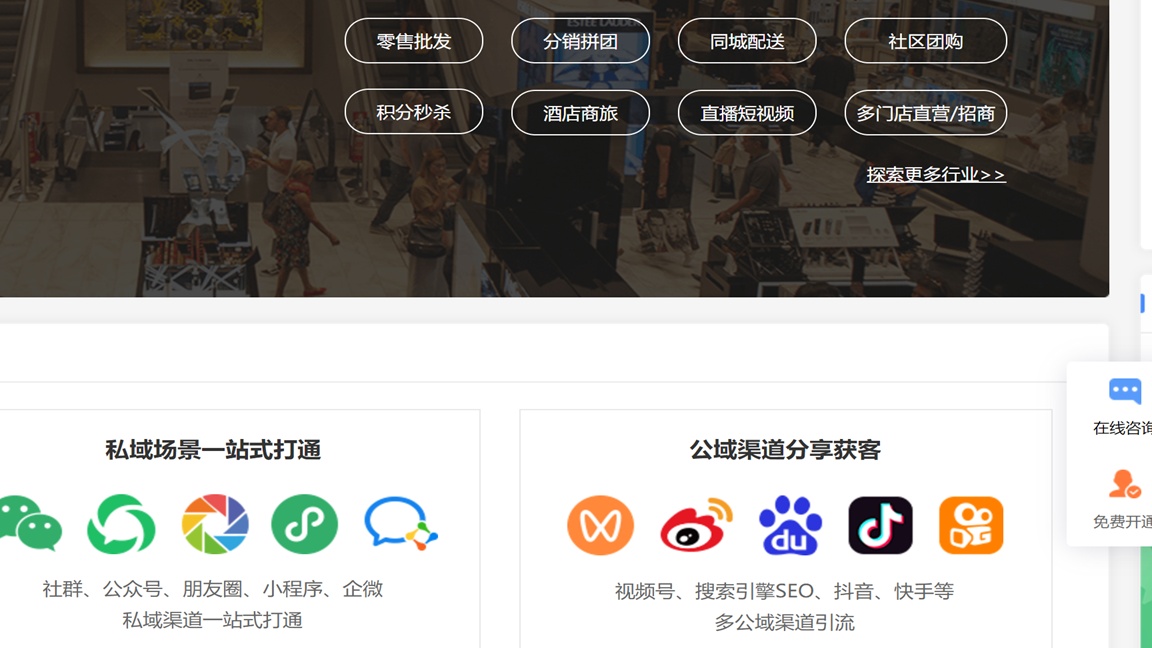 ESTEE LAUDER
零售批发
分销拼团
同城配送
社区团购
积分秒杀
酒店商旅
直播短视频
多门店直营/招商
探索更多行业>>
私域场景一站式打通
社群、公众号、朋友圈、小程序、企微
私域渠道一站式打通
公域渠道分享获客
du
视频号、搜索引擎SEO、抖音、快手等
多公域渠道引流
在线咨询
免费开通